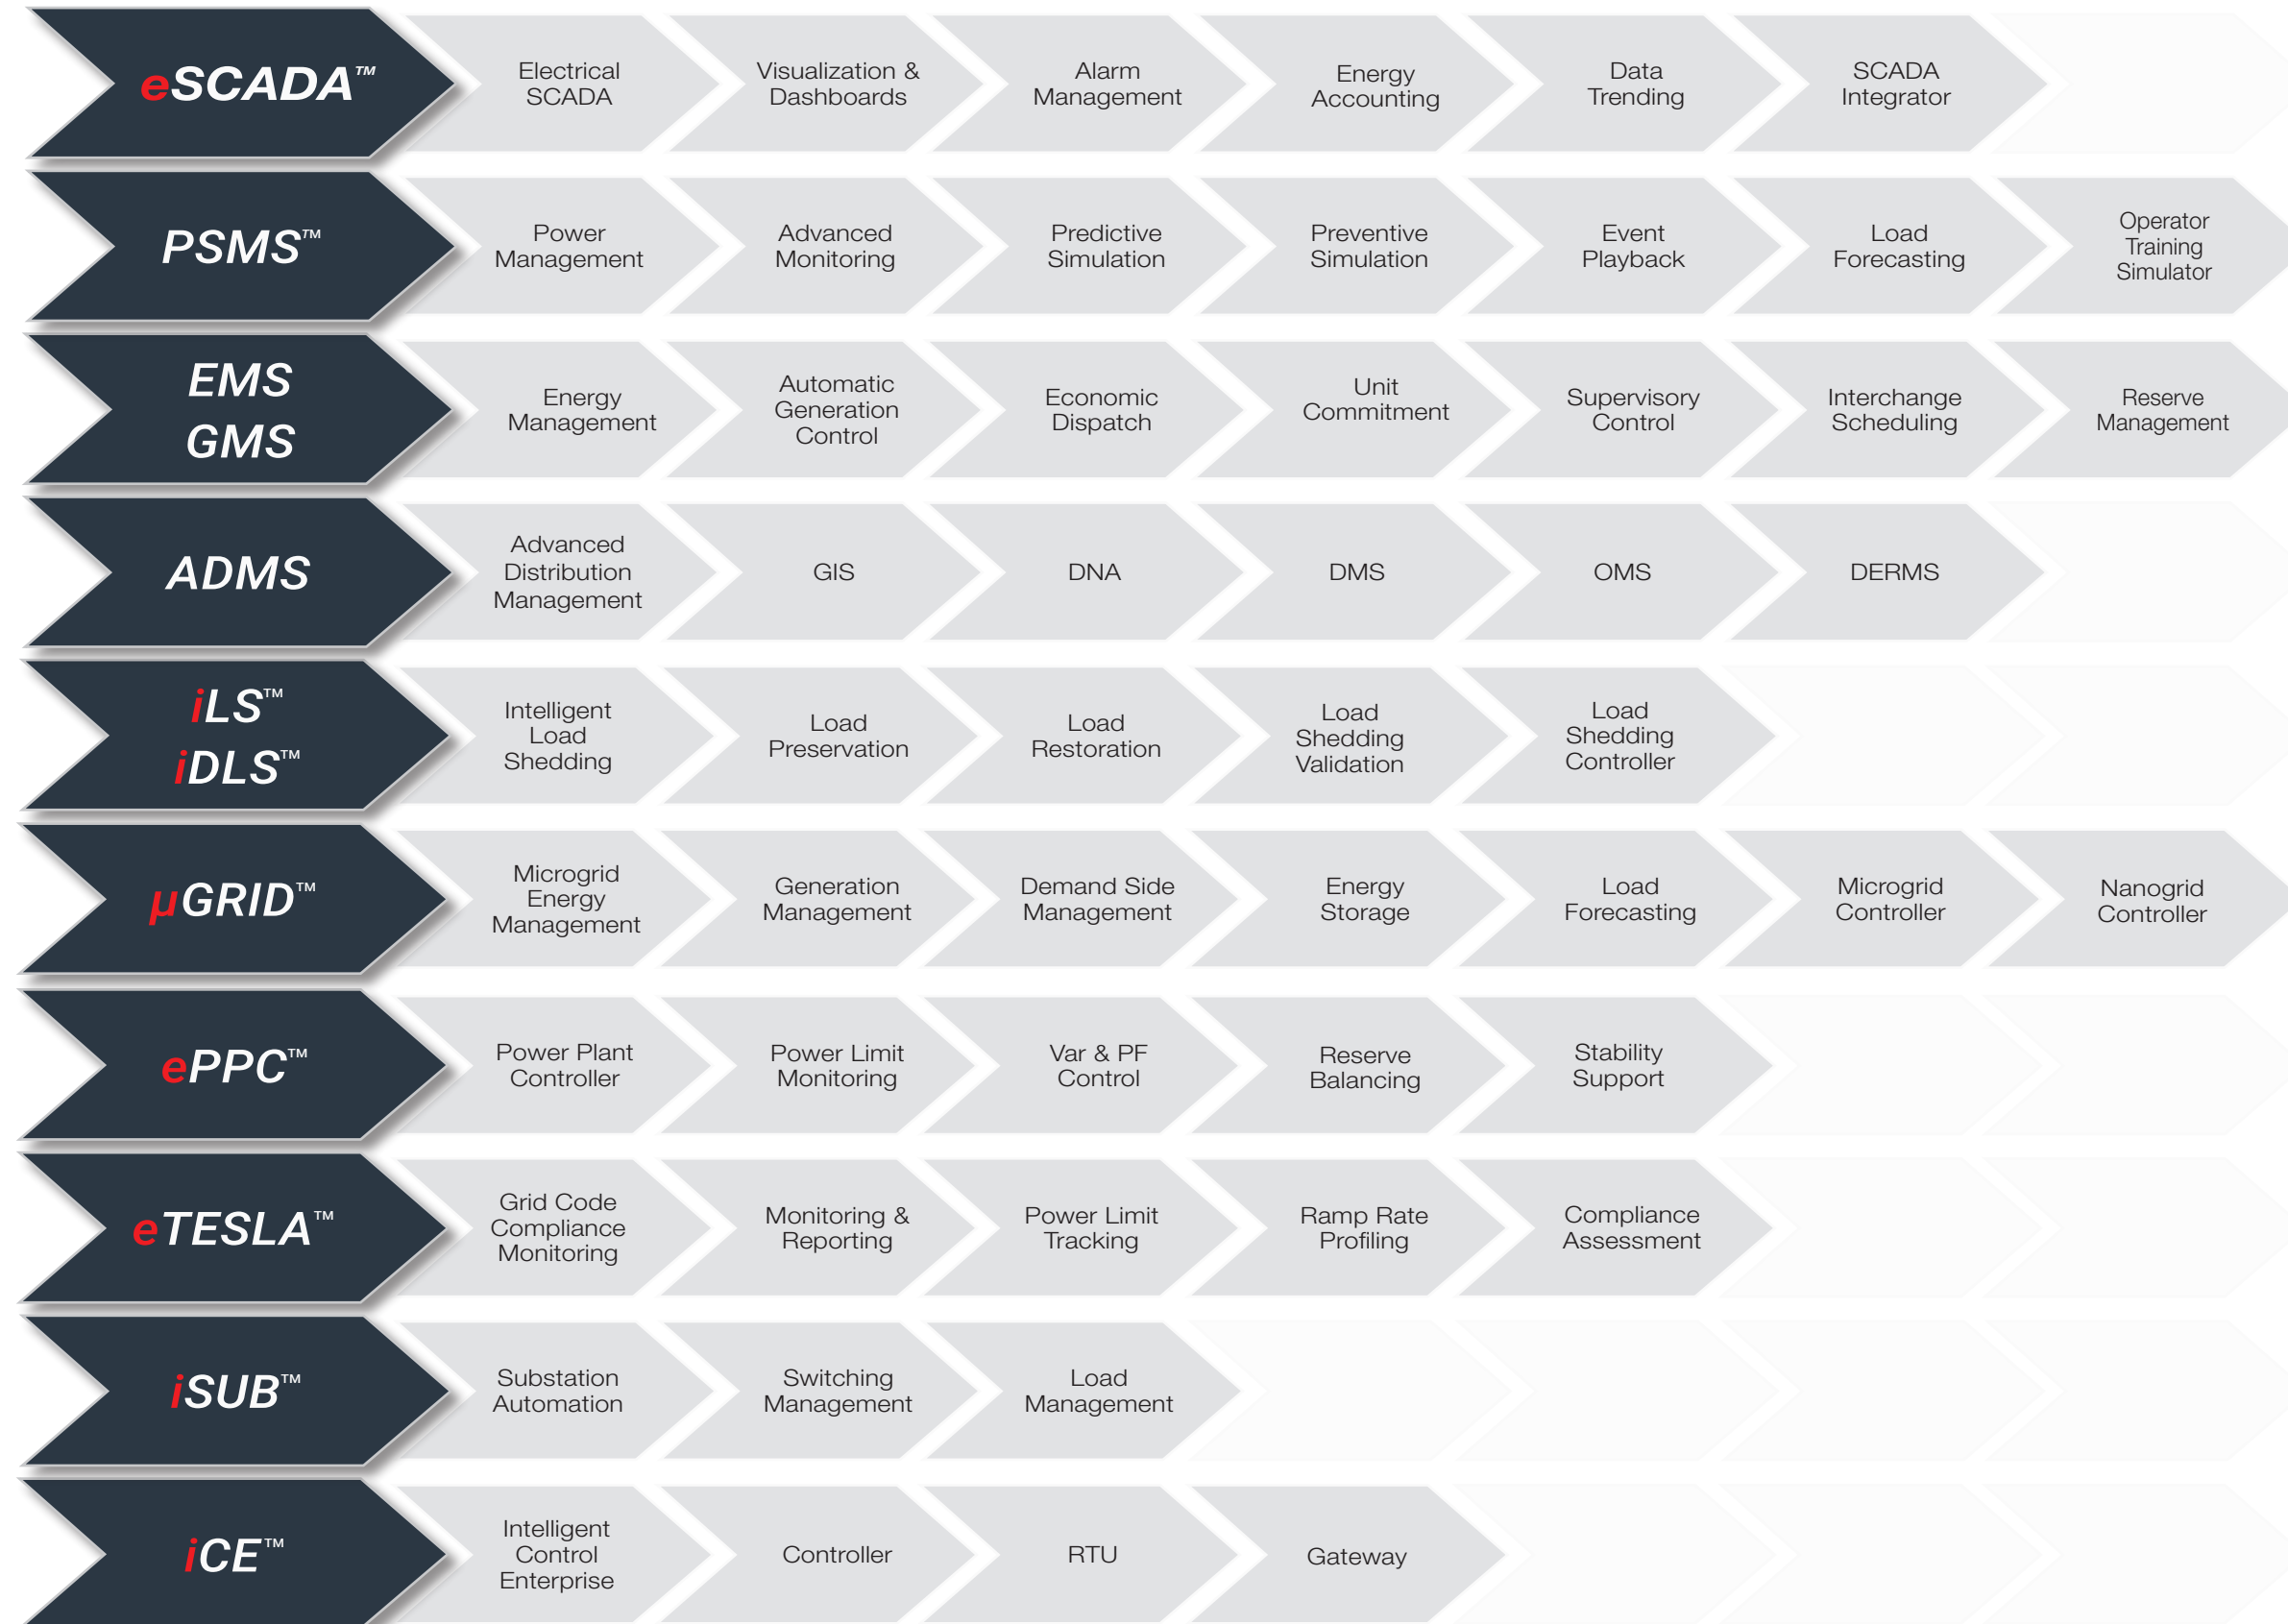 eSCADA™
Electrical
SCADA
Visualization &
Dashboards
Alarm
Management
Energy
Accounting
Data
Trending
SCADA
Integrator
PSMS™
Power
Management
Advanced
Monitoring
Predictive
Simulation
Preventive
Simulation
Event
Playback
Load
Forecasting
Operator
Training
Simulator
EMS
GMS
Energy
Management
Automatic
Generation
Control
Economic
Dispatch
Unit
Commitment
Supervisory
Control
Interchange
Scheduling
Reserve
Management
ADMS
Advanced
Distribution
Management
GIS
DNA
DMS
OMS
DERMS
iLS™
iDLS™
Intelligent
Load
Shedding
Load
Preservation
Load
Restoration
Load
Shedding
Validation
Load
Shedding
Controller
µGRID™
Microgrid
Energy
Management
Generation
Management
Demand Side
Management
Energy
Storage
Load
Forecasting
Microgrid
Controller
Nanogrid
Controller
ePPC™
Power Plant
Controller
Power Limit
Monitoring
Var & PF
Control
Reserve
Balancing
Stability
Support
eTESLA™
Grid Code
Compliance
Monitoring
Monitoring &
Reporting
Power Limit
Tracking
Ramp Rate
Profiling
Compliance
Assessment
iSUB™
Substation
Automation
Switching
Management
Load
Management
iCE™
Intelligent
Control
Enterprise
Controller
RTU
Gateway